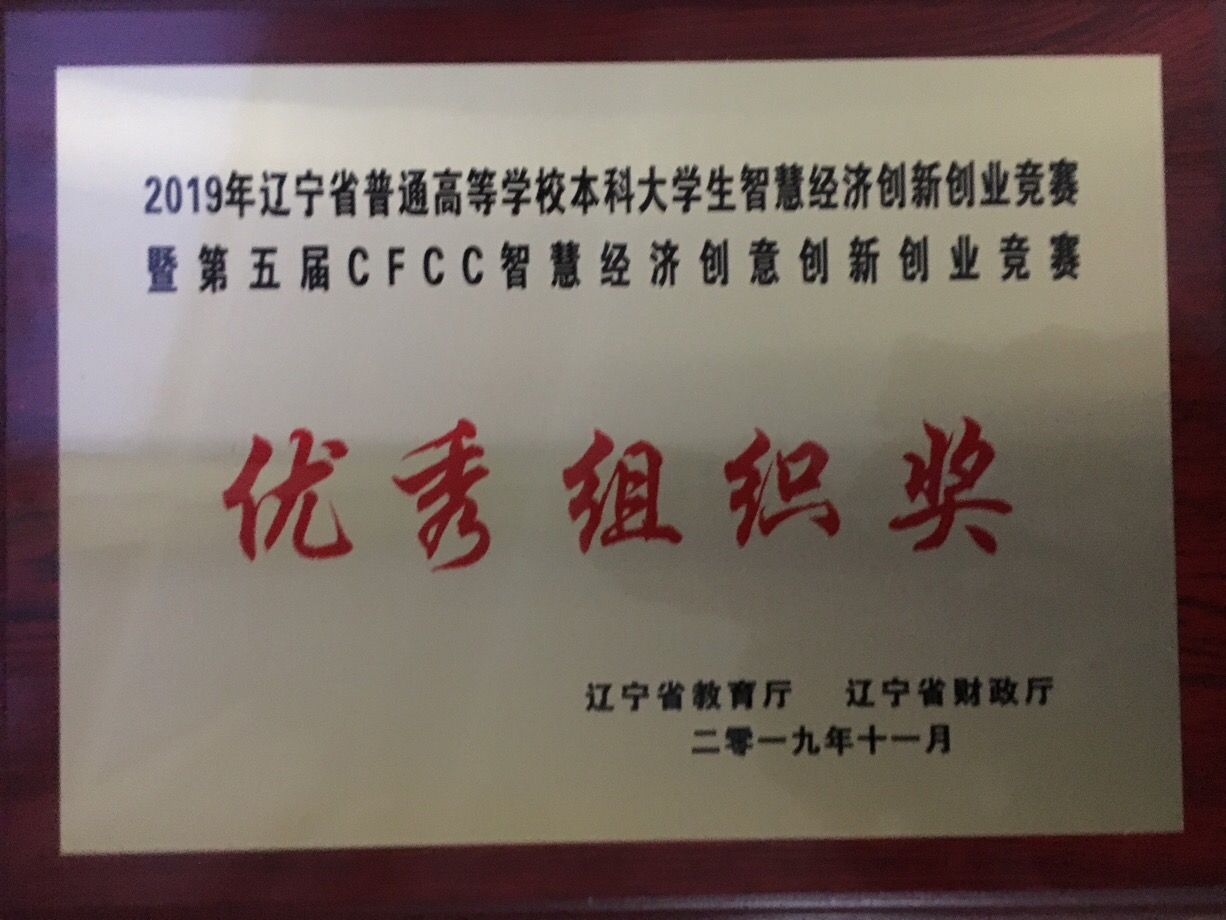 2019年辽宁省普通高等学校本科大学生智慧经济创新创业竞赛
暨第五届CFCC智慧经济创意创新创业竞赛
优秀组织奖
辽宁省教育厅 辽宁省财政厅
二零一九年十一月